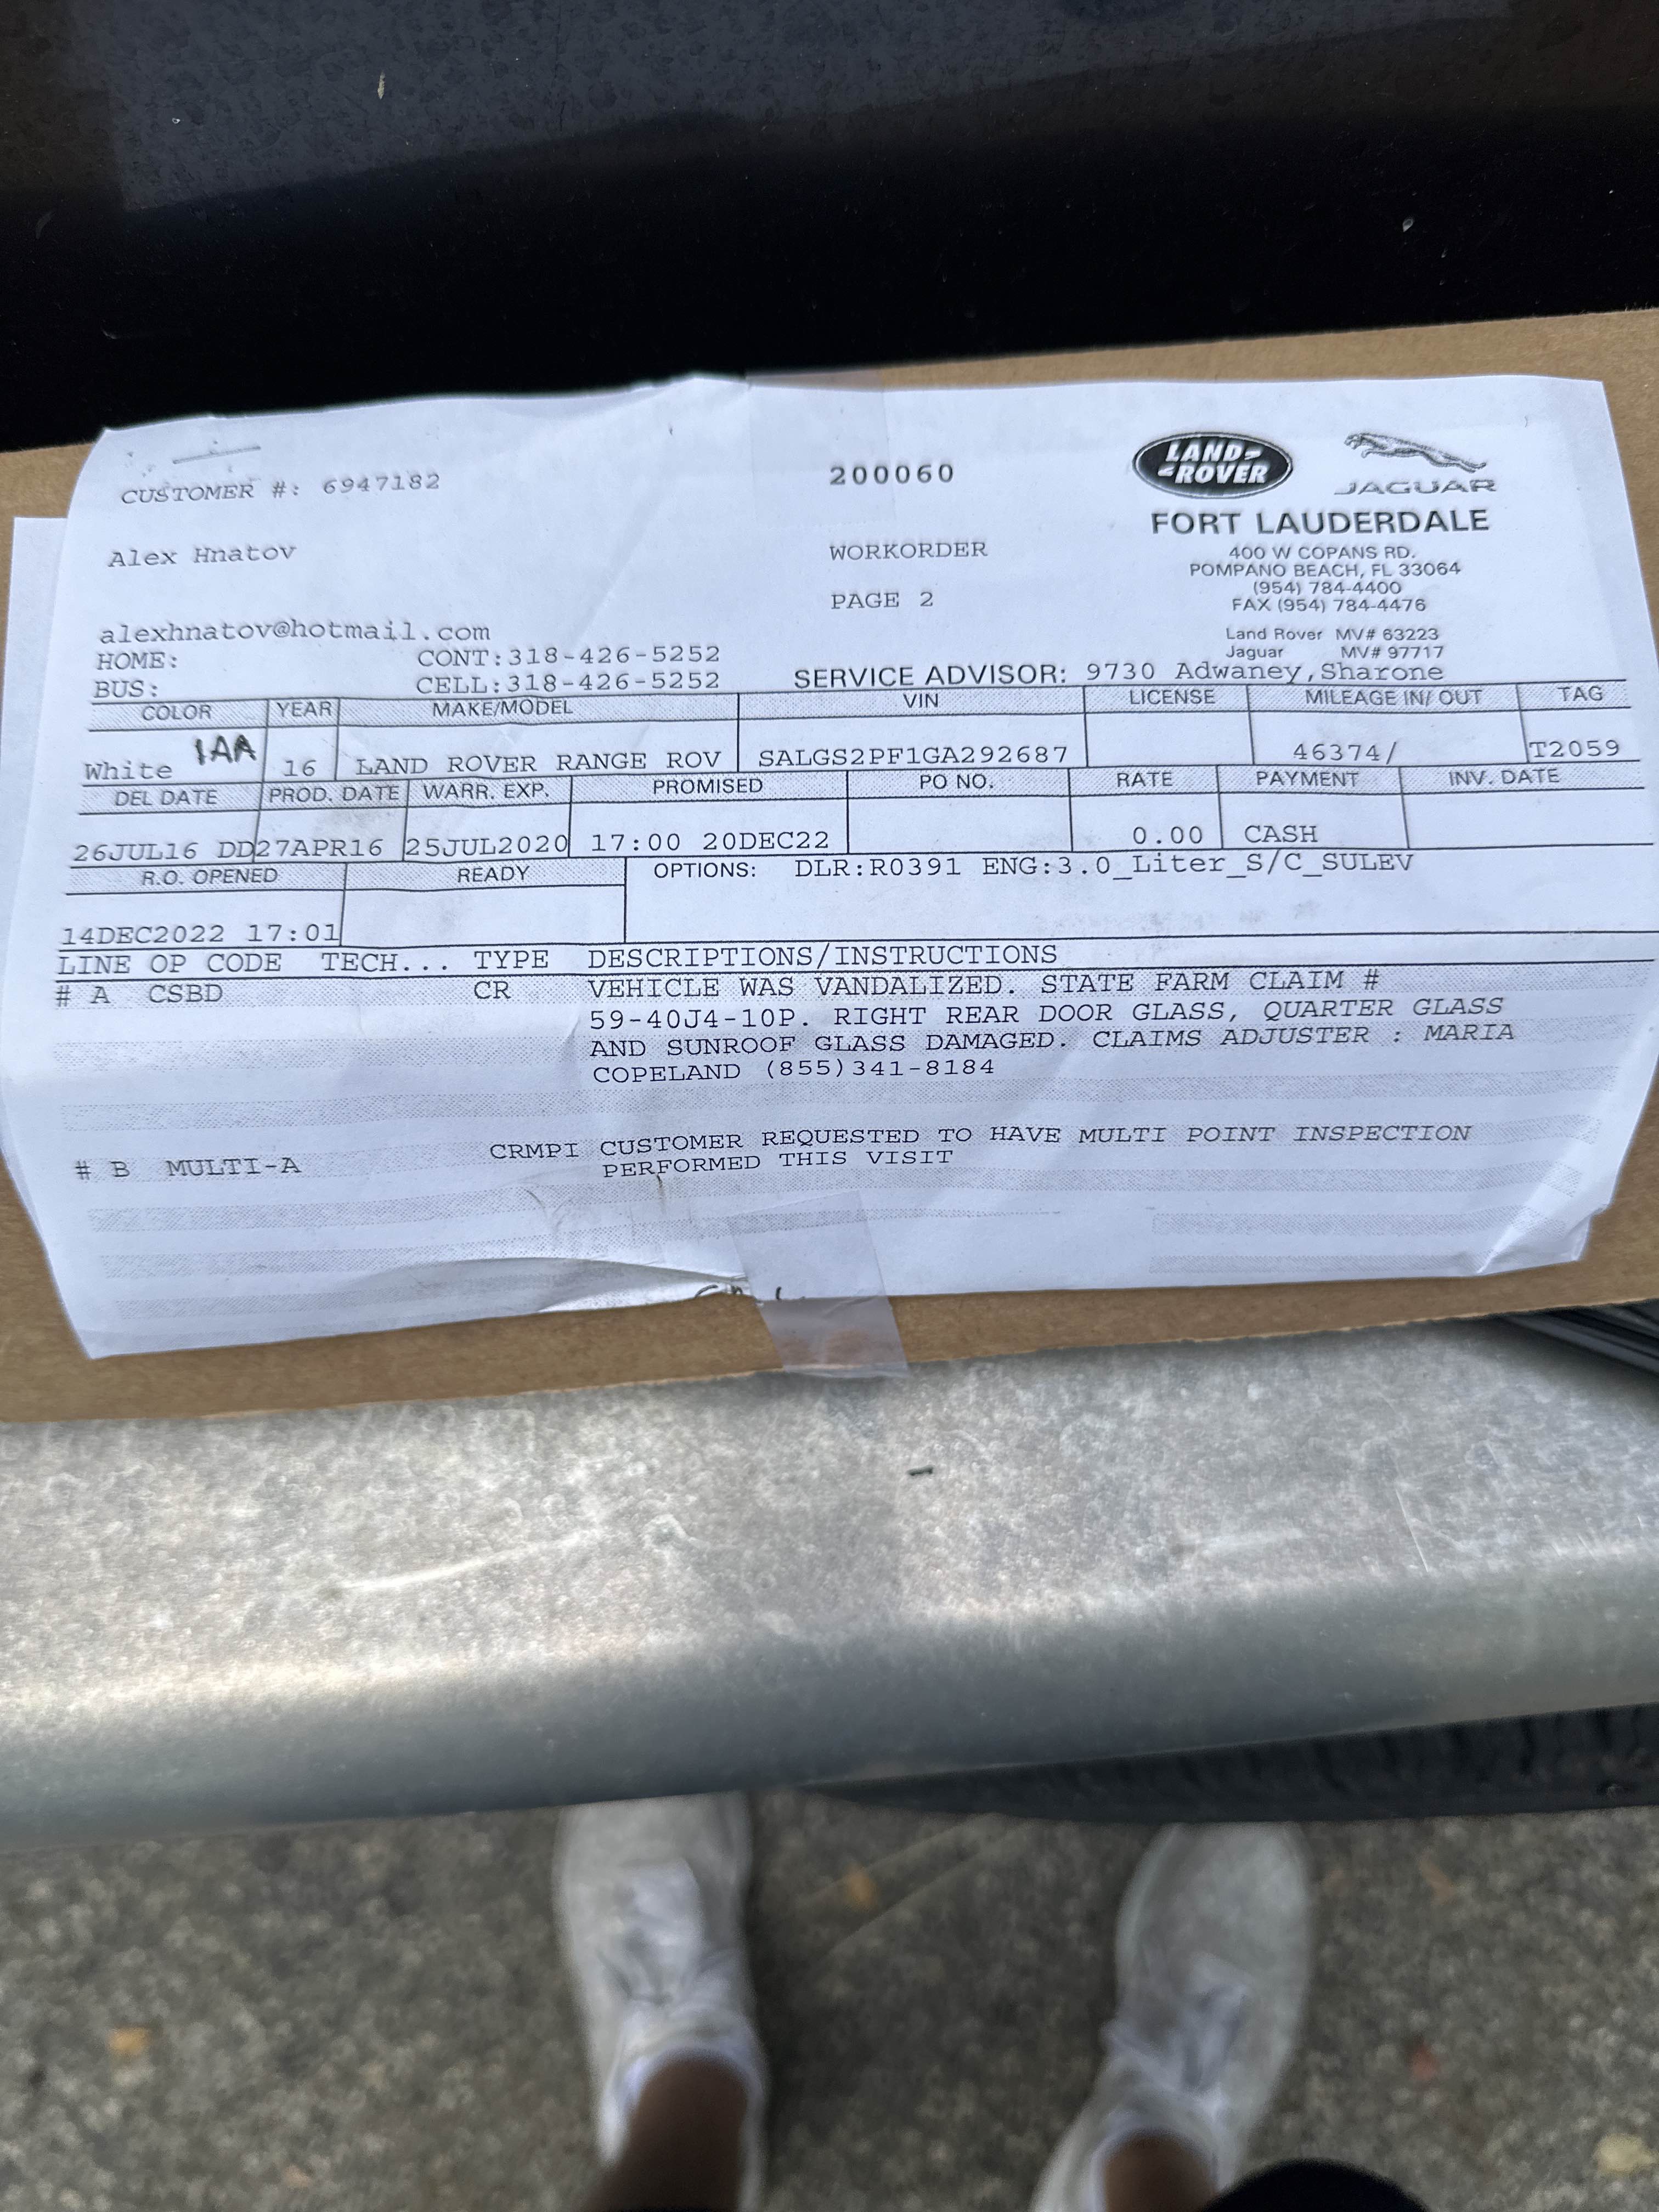 CUSTOMER #: 6947182
200060
LAND-ROVER
JAGUAR
FORT LAUDERDALE
400 W COPANS RD.
POMPANO BEACH, FL 33064
(954) 784-4400
FAX (954) 784-4476
Land Rover MV# 63223
Jaguar MV# 97717
Alex Hnatov
WORKORDER
PAGE 2
alexhnatov@hotmail.com
HOME: CONT:318-426-5252
BUS: CELL:318-426-5252
SERVICE ADVISOR: 9730 Adwaney,Sharone
COLOR YEAR MAKE/MODEL VIN LICENSE MILEAGE IN/ OUT TAG
White IAA 16 LAND ROVER RANGE ROV SALGS2PF1GA292687 46374/ T2059
DEL DATE PROD. DATE WARR. EXP. PROMISED PO NO. RATE PAYMENT INV. DATE
26JUL16 DD 27APR16 25JUL2020 17:00 20DEC22 0.00 CASH
R.O. OPENED READY OPTIONS: DLR:R0391 ENG:3.0_Liter_S/C_SULEV
14DEC2022 17:01
LINE OP CODE TECH... TYPE DESCRIPTIONS/INSTRUCTIONS
# A CSBD CR VEHICLE WAS VANDALIZED. STATE FARM CLAIM #
59-40J4-10P. RIGHT REAR DOOR GLASS, QUARTER GLASS
AND SUNROOF GLASS DAMAGED. CLAIMS ADJUSTER : MARIA
COPELAND (855)341-8184
# B MULTI-A CRMPI CUSTOMER REQUESTED TO HAVE MULTI POINT INSPECTION
PERFORMED THIS VISIT